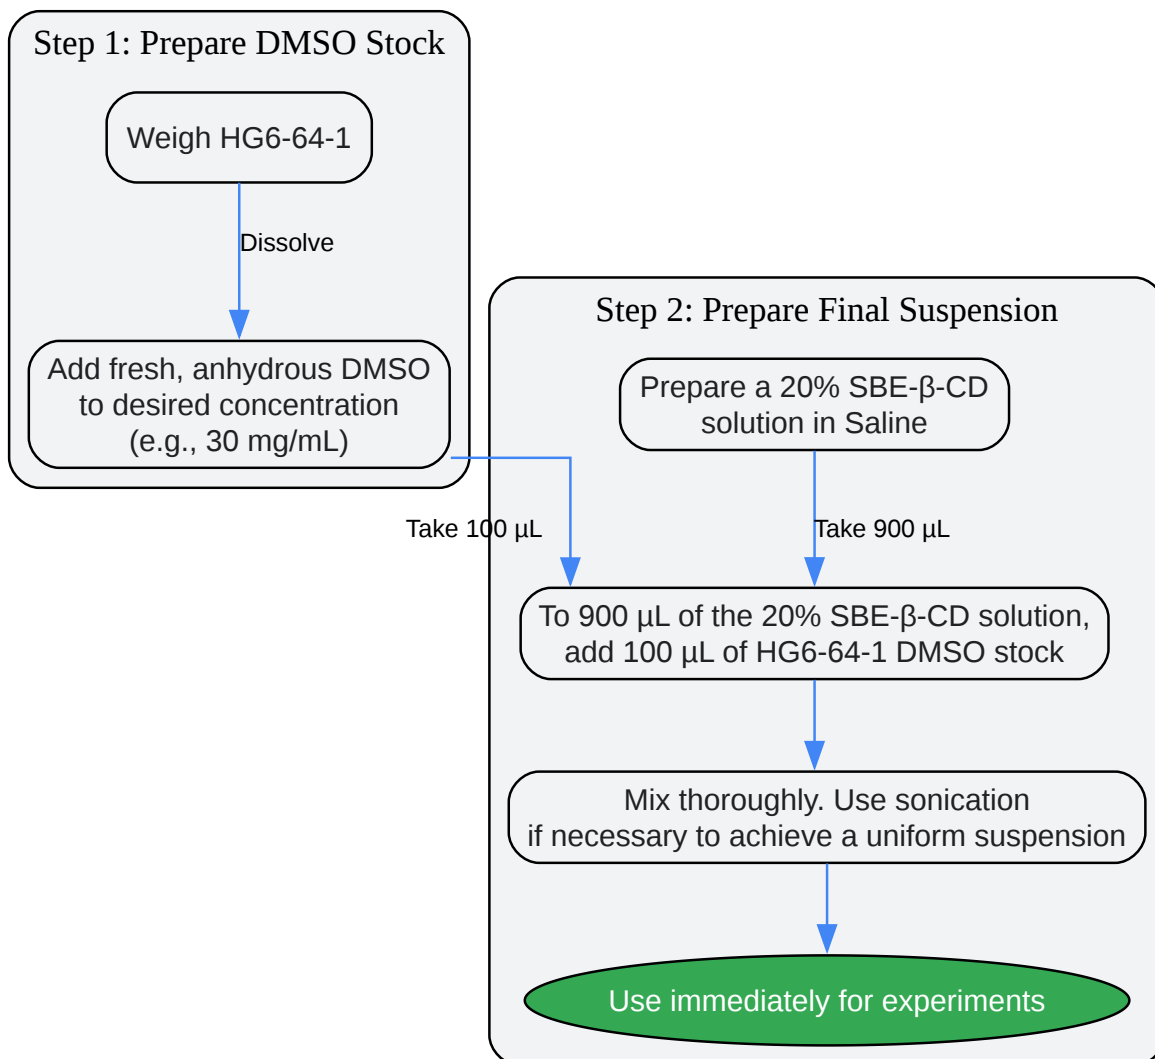 Step 1: Prepare DMSO Stock
Weigh HG6-64-1
Dissolve
Add fresh, anhydrous DMSO
to desired concentration
(e.g., 30 mg/mL)
Take 100 µL
Step 2: Prepare Final Suspension
Prepare a 20% SBE-β-CD
solution in Saline
Take 900 µL
To 900 µL of the 20% SBE-β-CD solution,
add 100 µL of HG6-64-1 DMSO stock
Mix thoroughly. Use sonication
if necessary to achieve a uniform suspension
Use immediately for experiments